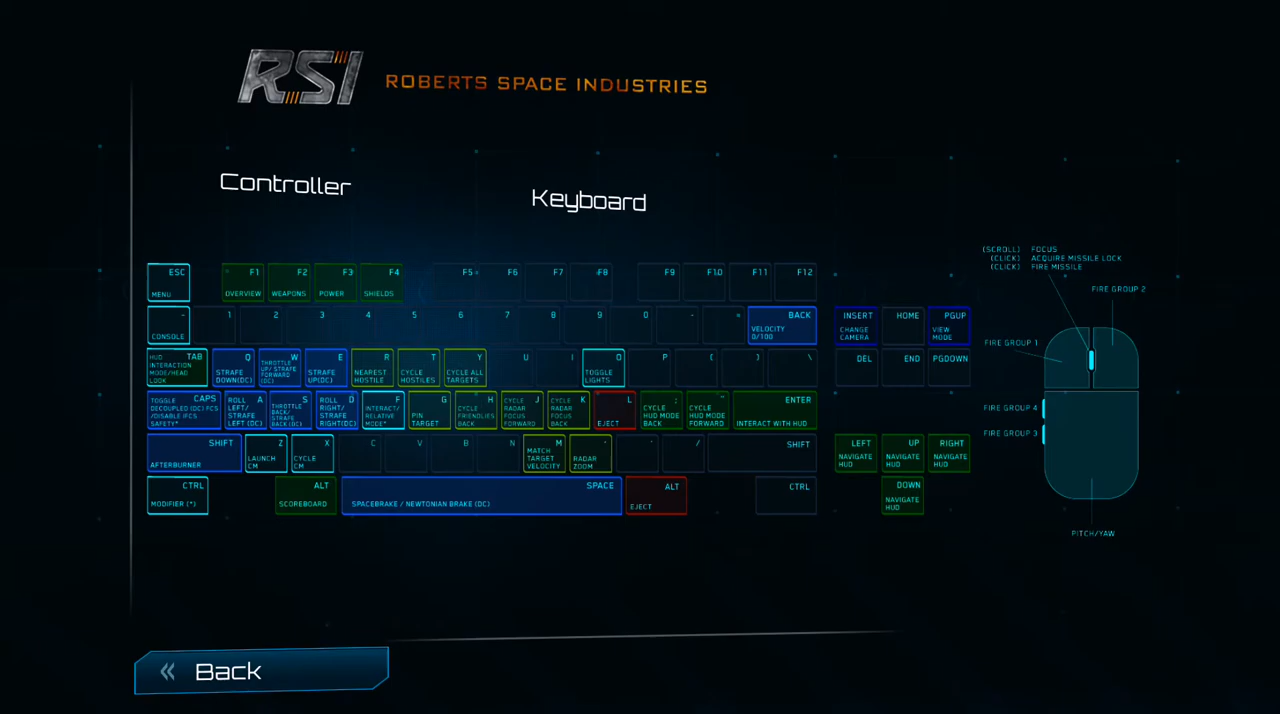 RSI ROBERTS SPACE INDUSTRIES
Controller
Keyboard
(SCROLL) FOCUS
(CLICK) ACQUIRE MISSILE LOCK
(CLICK) FIRE MISSILE
FIRE GROUP 2
FIRE GROUP 1
FIRE GROUP 4
FIRE GROUP 3
PITCH/YAW
ESC
MENU
F1
OVERVIEW
F2
WEAPONS
F3
POWER
F4
SHIELDS
F5
F6
F7
F8
F9
F10
F11
F12
CONSOLE
1
2
3
4
5
6
7
8
9
0
-
=
BACK
VELOCITY
0/100
INSERT
CHANGE
CAMERA
HOME
PGUP
VIEW
MODE
TAB
HUD
INTERACTION
MODE/HEAD
LOOK
Q
STRAFE
DOWN(DC)
W
THROTTLE
UP/ STRAFE
FORWARD
(DC)
E
STRAFE
UP(DC)
R
NEAREST
HOSTILE
T
CYCLE
HOSTILES
Y
CYCLE ALL
TARGETS
U
I
O
TOGGLE
LIGHTS
P
[
]
\
DEL
END
PGDOWN
CAPS
TOGGLE
DECOUPLED (DC) FCS
/DISABLE IFCS
SAFETY*
A
ROLL
LEFT/
STRAFE
LEFT (DC)
S
THROTTLE
BACK/
STRAFE
BACK(DC)
D
ROLL
RIGHT/
STRAFE
RIGHT(DC)
F
INTERACT/
RELATIVE
MODE*
G
PIN
TARGET
H
CYCLE
FRIENDLIES
BACK
J
CYCLE
RADAR
FOCUS
FORWARD
K
CYCLE
RADAR
FOCUS
BACK
L
EJECT
;
CYCLE
HUD MODE
BACK
CYCLE
HUD MODE
FORWARD
ENTER
INTERACT WITH HUD
SHIFT
AFTERBURNER
Z
LAUNCH
CM
X
CYCLE
CM
C
V
B
N
M
MATCH
TARGET
VELOCITY
RADAR
ZOOM
/
SHIFT
LEFT
NAVIGATE
HUD
UP
NAVIGATE
HUD
RIGHT
NAVIGATE
HUD
CTRL
MODIFIER (*)
ALT
SCOREBOARD
SPACE
SPACEBRAKE / NEWTONIAN BRAKE (DC)
ALT
EJECT
CTRL
DOWN
NAVIGATE
HUD
Back